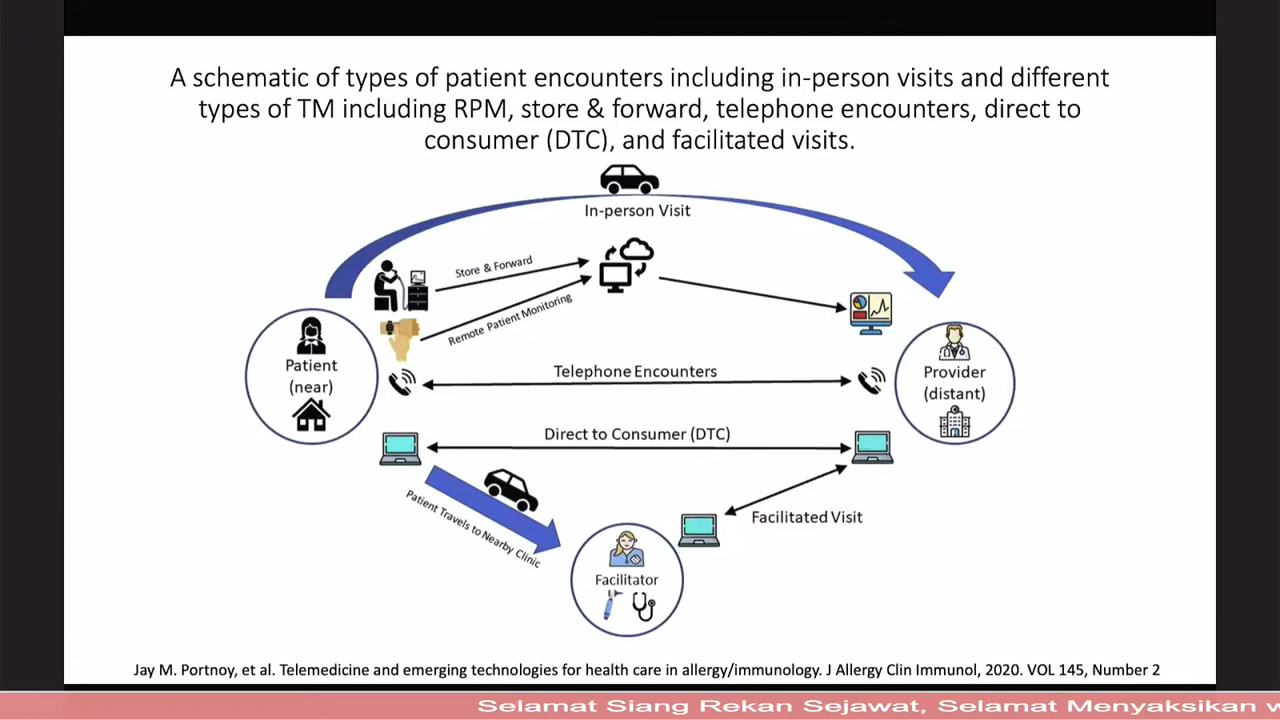 A schematic of types of patient encounters including in-person visits and different
types of TM including RPM, store & forward, telephone encounters, direct to
consumer (DTC), and facilitated visits.
In-person Visit
Store & Forward
Remote Patient Monitoring
Patient
(near)
Telephone Encounters
Provider
(distant)
Direct to Consumer (DTC)
Patient Travels to Nearby Clinic
Facilitated Visit
Facilitator
Jay M. Portnoy, et al. Telemedicine and emerging technologies for health care in allergy/immunology. J Allergy Clin Immunol, 2020. VOL 145, Number 2
Selamat Siang Rekan Sejawat, Selamat Menyaksikan